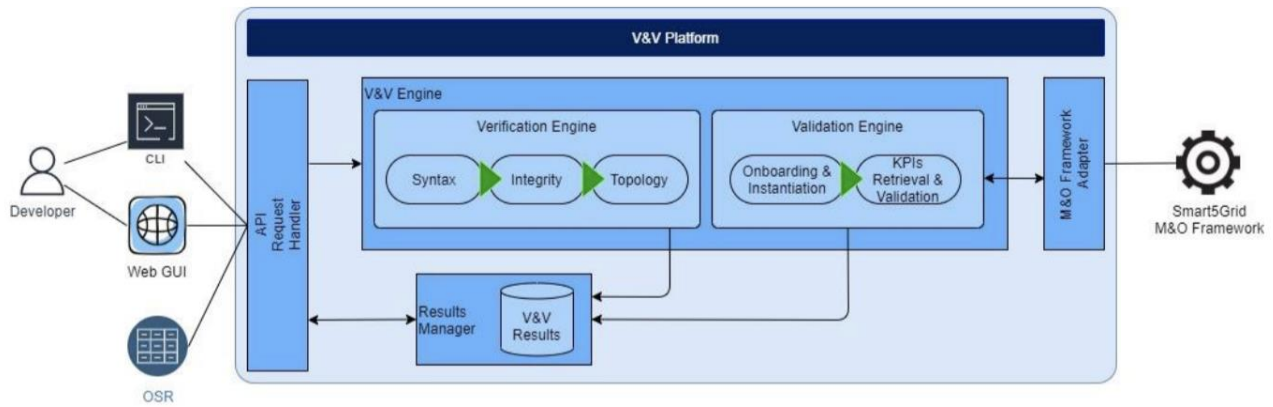 V&V Platform
Developer
CLI
Web GUI
OSR
API
Request
Handler
V&V Engine
Verification Engine
Syntax
Integrity
Topology
Validation Engine
Onboarding &
Instantiation
KPIs
Retrieval &
Validation
Results
Manager
V&V
Results
M&O Framework
Adapter
Smart5Grid
M&O Framework